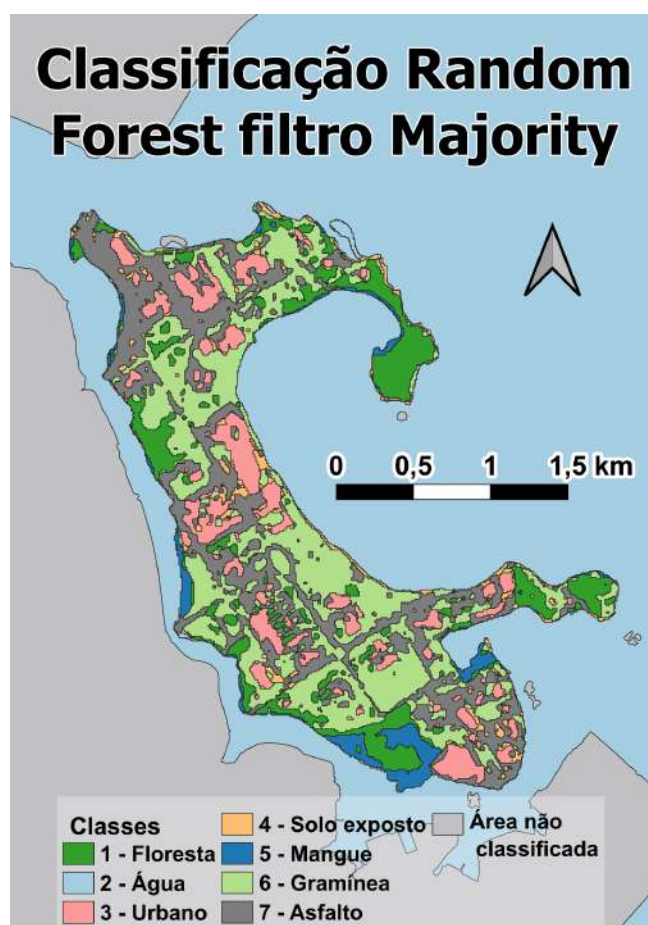 Classificação Random
Forest filtro Majority
0 0,5 1 1,5 km
Classes
1 - Floresta
2 - Água
3 - Urbano
4 - Solo exposto
5 - Mangue
6 - Gramínea
7 - Asfalto
Área não
classificada